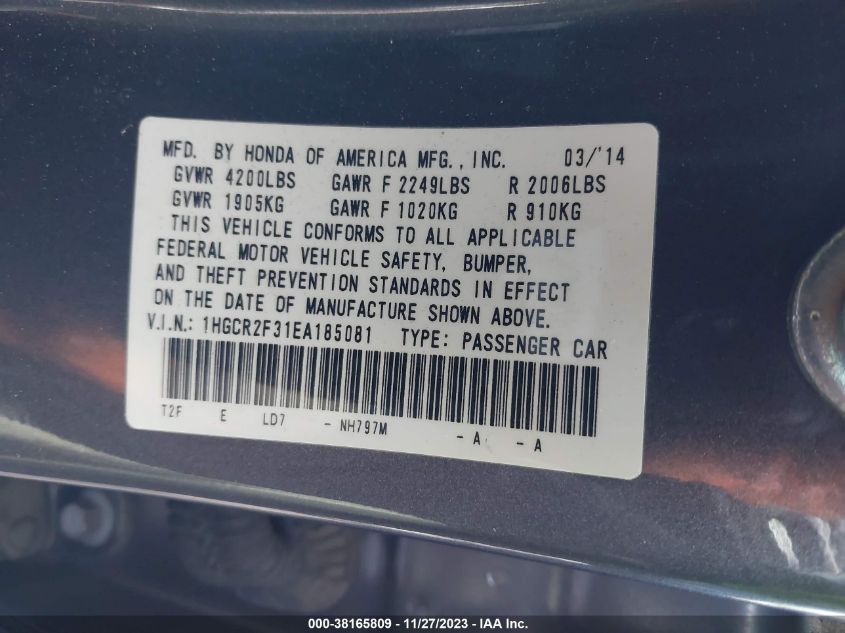 MFD. BY HONDA OF AMERICA MFG., INC. 03/'14
GVWR 4200LBS GAWR F 2249LBS R 2006LBS
GVWR 1905KG GAWR F 1020KG R 910KG
THIS VEHICLE CONFORMS TO ALL APPLICABLE
FEDERAL MOTOR VEHICLE SAFETY, BUMPER,
AND THEFT PREVENTION STANDARDS IN EFFECT
ON THE DATE OF MANUFACTURE SHOWN ABOVE.
V.I.N.: 1HGCR2F31EA185081 TYPE: PASSENGER CAR
T2F E LD7 - NH797M - A - A
000-38165809 - 11/27/2023 - IAA Inc.